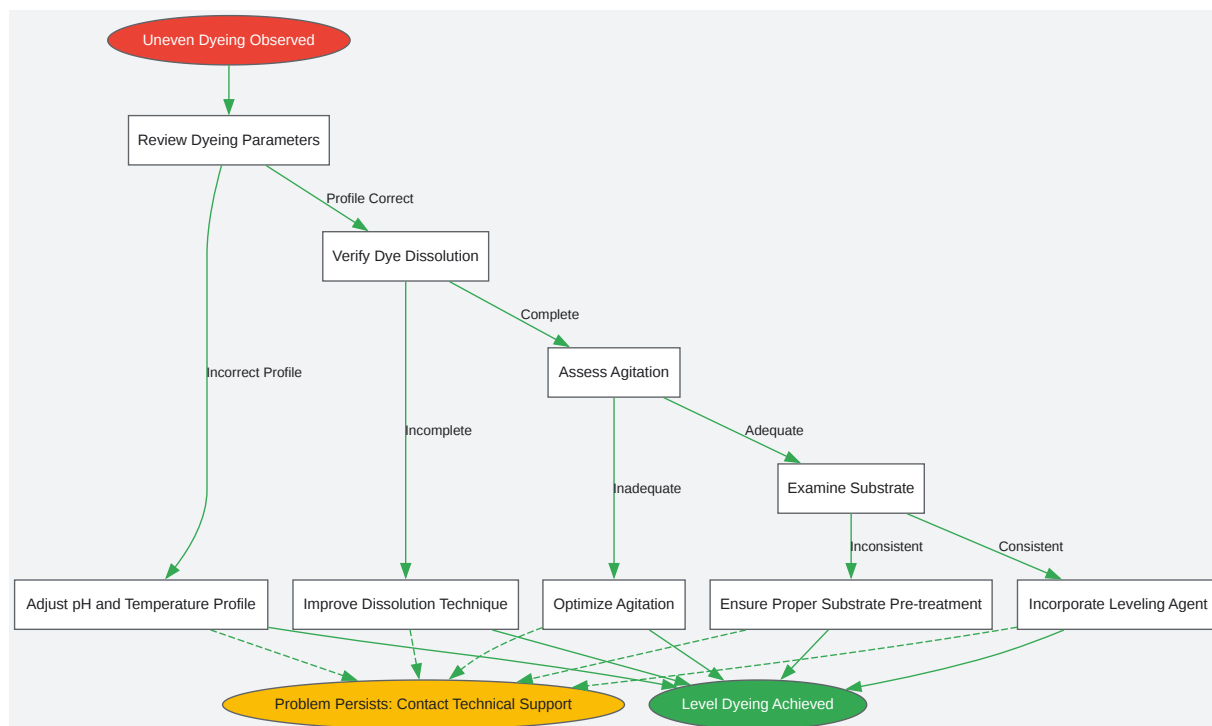 Uneven Dyeing Observed
Review Dyeing Parameters
Profile Correct
Verify Dye Dissolution
Complete
Assess Agitation
Incorrect Profile
Incomplete
Adequate
Examine Substrate
Inadequate
Inconsistent
Consistent
Adjust pH and Temperature Profile
Improve Dissolution Technique
Optimize Agitation
Ensure Proper Substrate Pre-treatment
Incorporate Leveling Agent
Problem Persists: Contact Technical Support
Level Dyeing Achieved